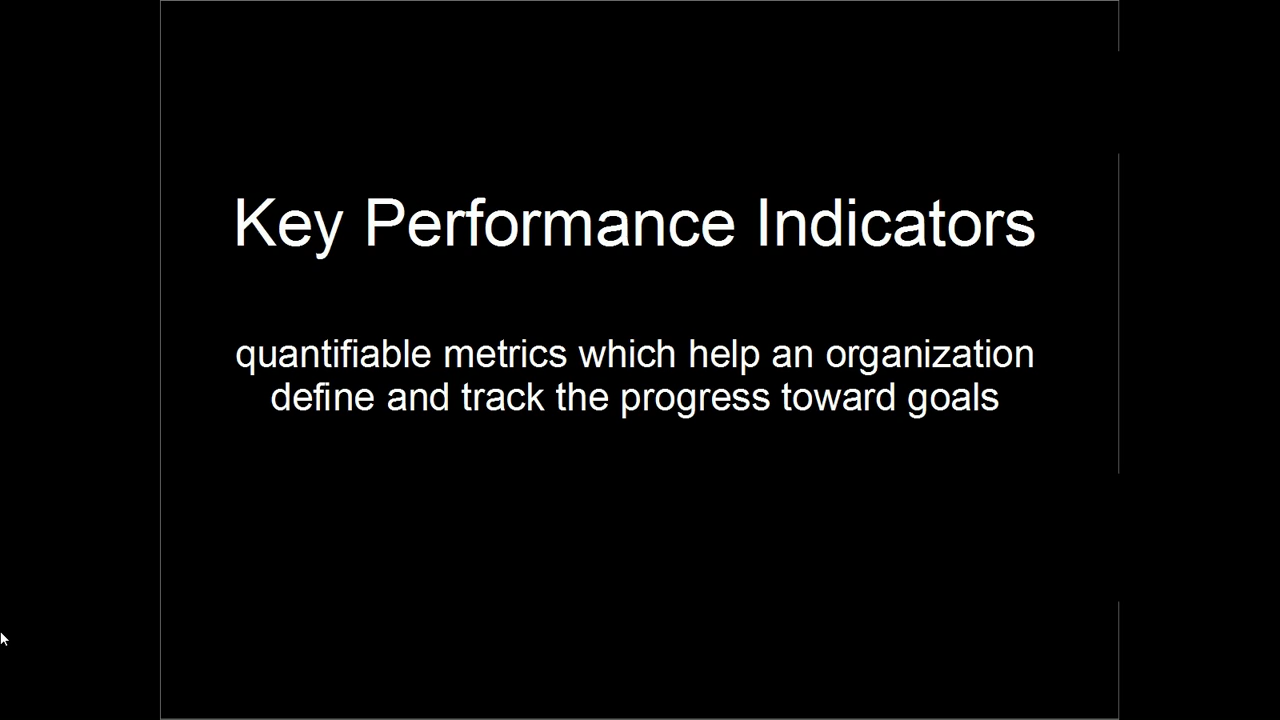 Key Performance Indicators
quantifiable metrics which help an organization
define and track the progress toward goals